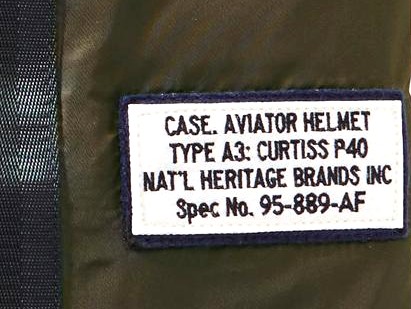 CASE. AVIATOR HELMET
TYPE A3: CURTISS P40
NAT'L HERITAGE BRANDS INC
Spec No. 95-889-AF